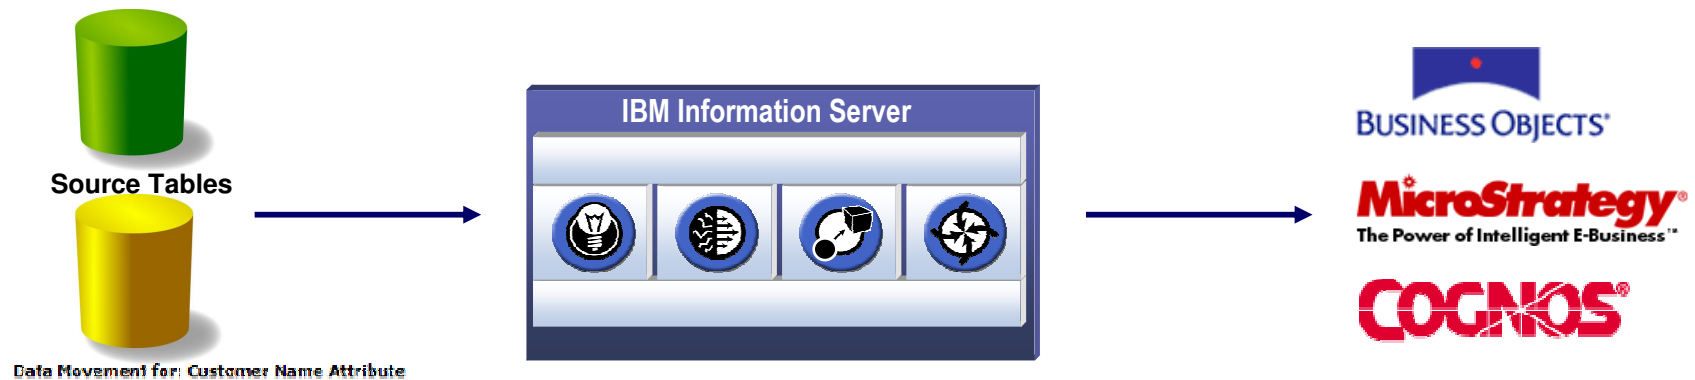 Source Tables
Data Movement for: Customer Name Attribute
IBM Information Server
BUSINESS OBJECTS®
MicroStrategy®
The Power of Intelligent E-Business™
COGNOS®